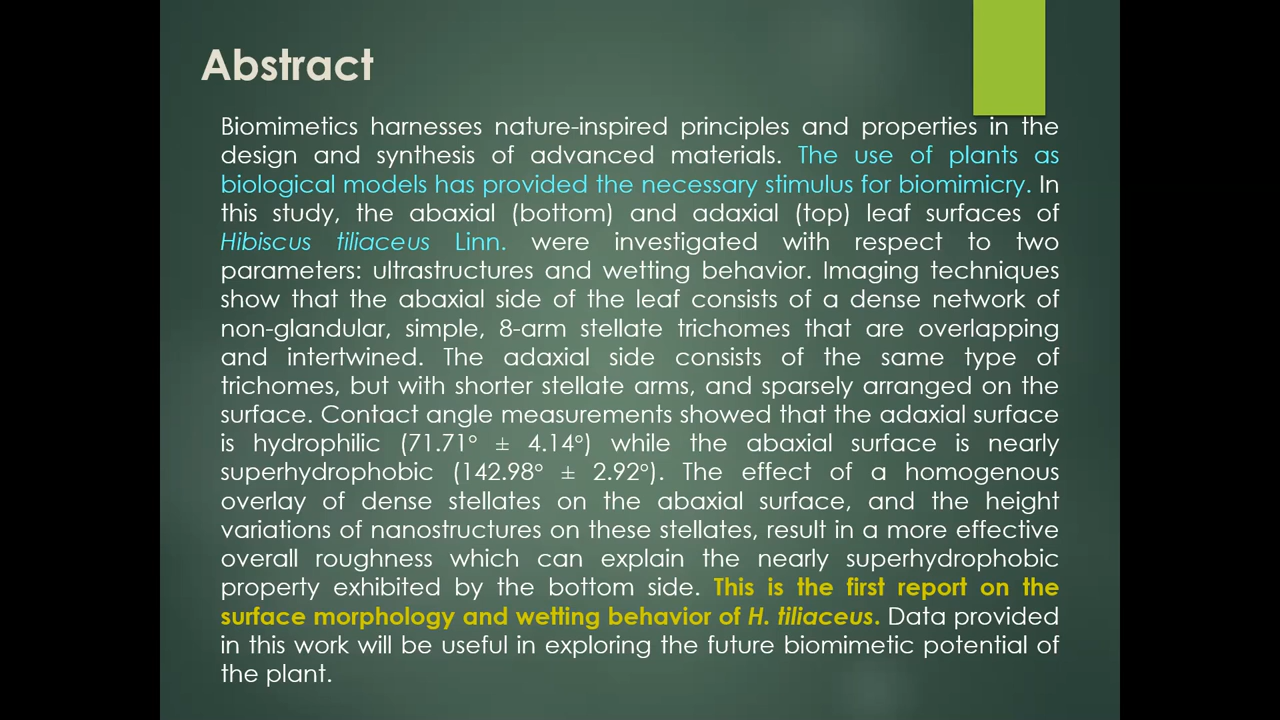 Abstract
Biomimetics harnesses nature-inspired principles and properties in the
design and synthesis of advanced materials. The use of plants as
biological models has provided the necessary stimulus for biomimicry. In
this study, the abaxial (bottom) and adaxial (top) leaf surfaces of
Hibiscus tiliaceus Linn. were investigated with respect to two
parameters: ultrastructures and wetting behavior. Imaging techniques
show that the abaxial side of the leaf consists of a dense network of
non-glandular, simple, 8-arm stellate trichomes that are overlapping
and intertwined. The adaxial side consists of the same type of
trichomes, but with shorter stellate arms, and sparsely arranged on the
surface. Contact angle measurements showed that the adaxial surface
is hydrophilic (71.71° ± 4.14°) while the abaxial surface is nearly
superhydrophobic (142.98° ± 2.92°). The effect of a homogenous
overlay of dense stellates on the abaxial surface, and the height
variations of nanostructures on these stellates, result in a more effective
overall roughness which can explain the nearly superhydrophobic
property exhibited by the bottom side. This is the first report on the
surface morphology and wetting behavior of H. tiliaceus. Data provided
in this work will be useful in exploring the future biomimetic potential of
the plant.